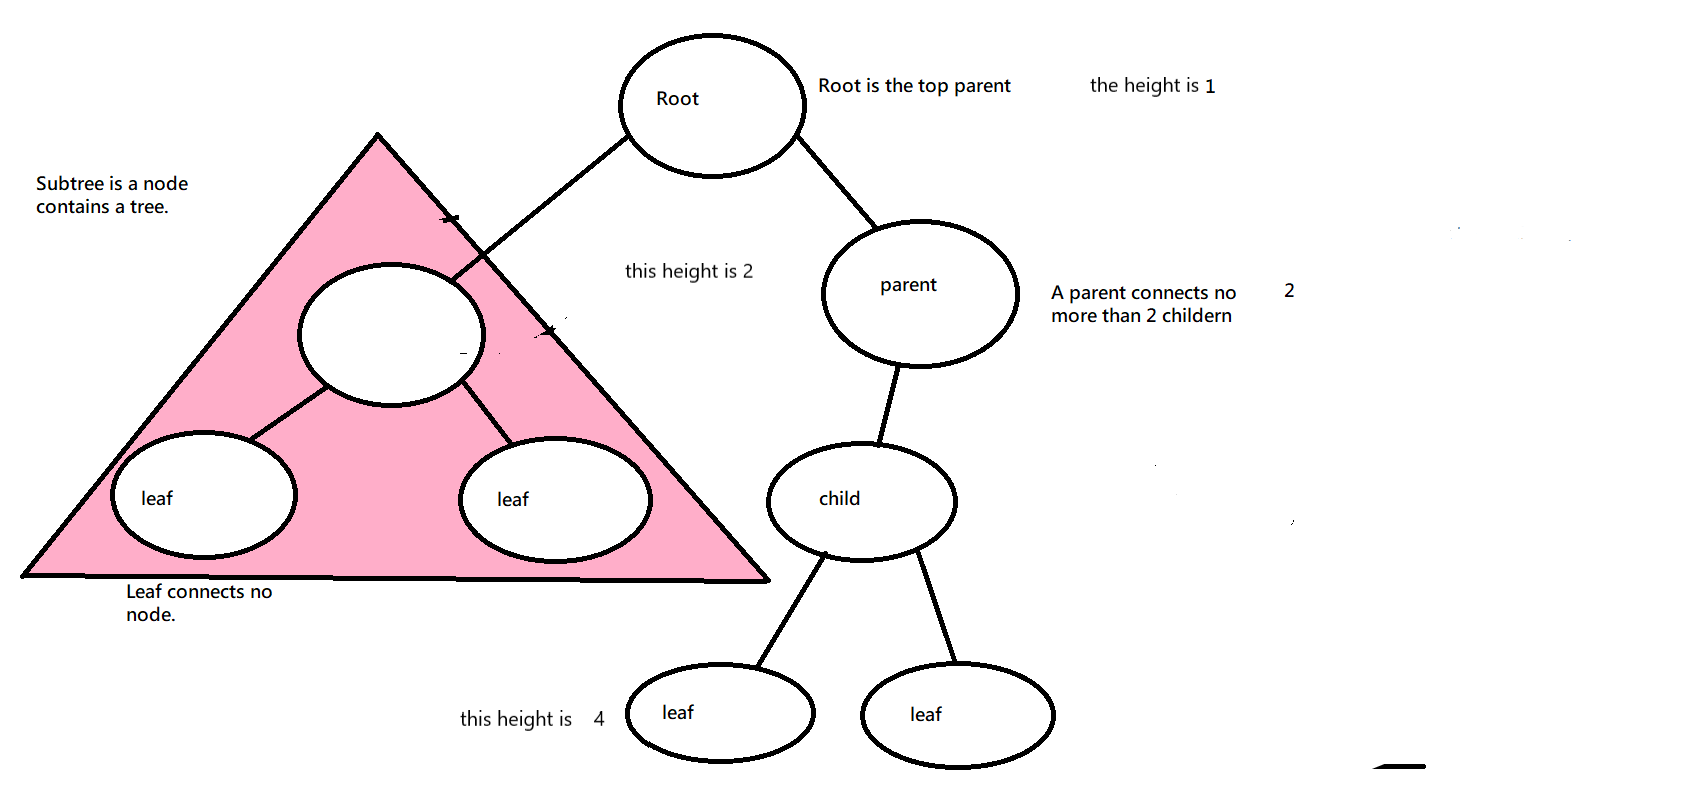 Root
Root is the top parent
the height is 1
Subtree is a node
contains a tree.
this height is 2
parent
A parent connects no
more than 2 childern
2
leaf
leaf
child
Leaf connects no
node.
this height is 4
leaf
leaf